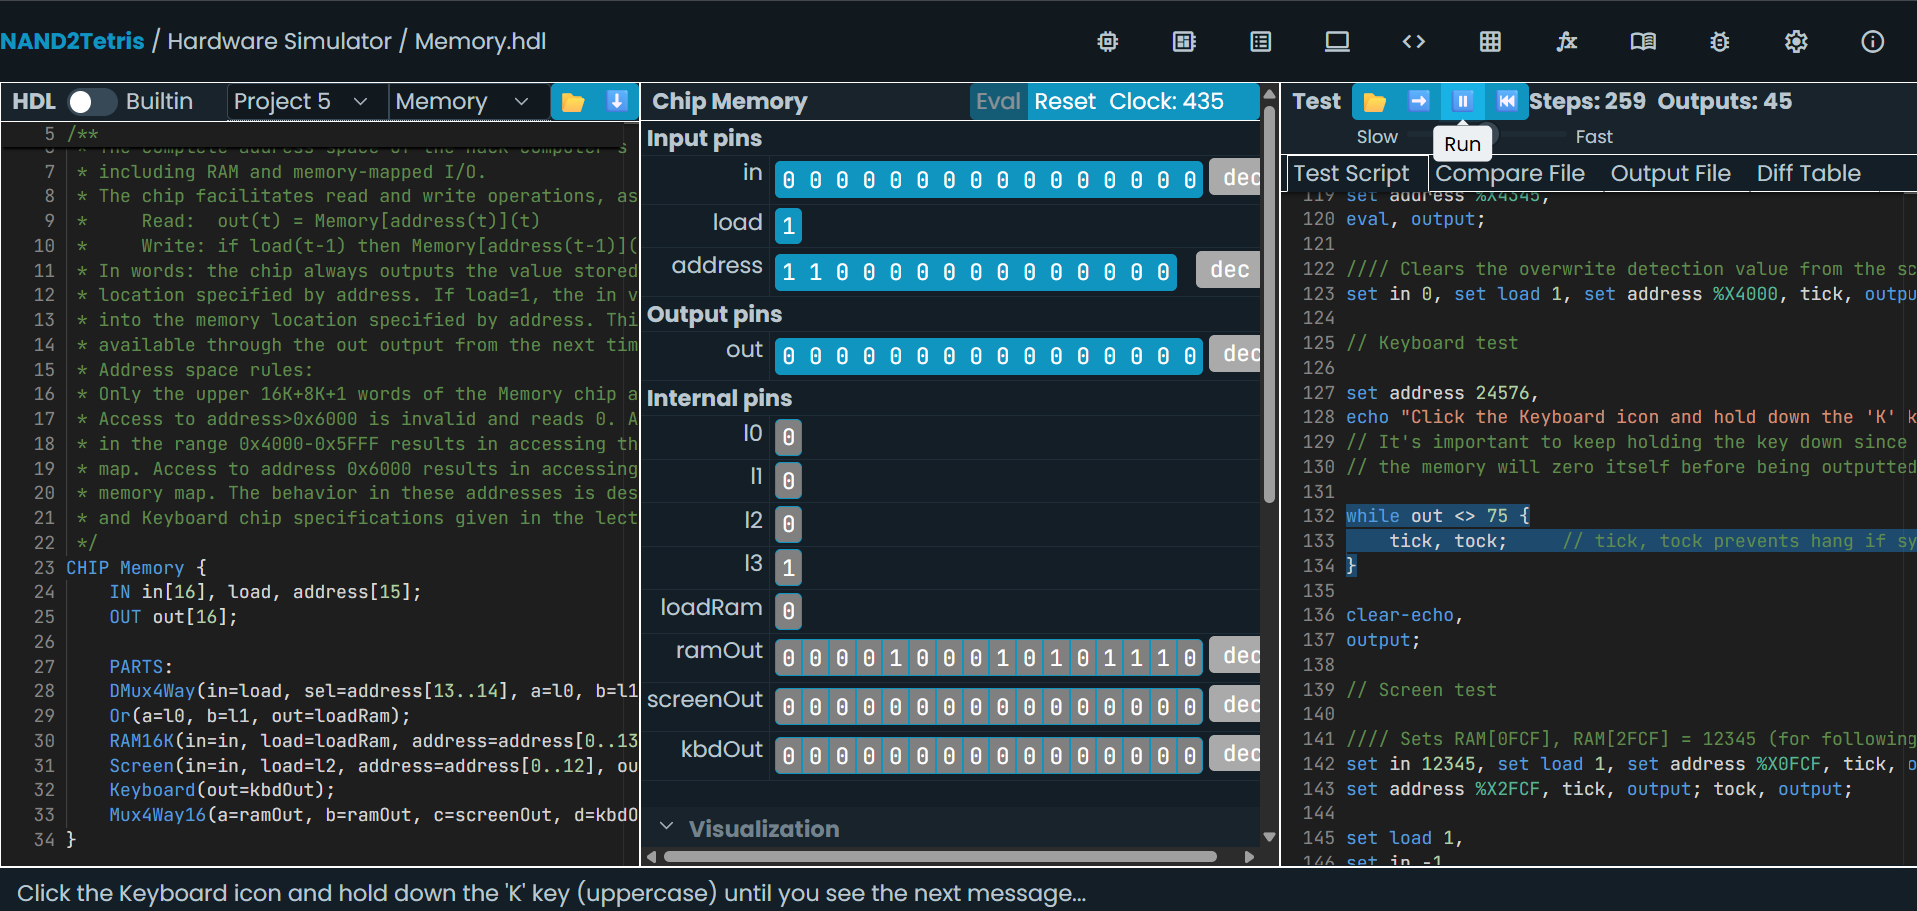 NAND2Tetris / Hardware Simulator / Memory.hdl
HDL Builtin Project 5 Memory
5 /**
6 * The complete address space of the Hack computer's
7 * including RAM and memory-mapped I/O.
8 * The chip facilitates read and write operations, as
9 * Read: out(t) = Memory[address(t)](t)
10 * Write: if load(t-1) then Memory[address(t-1)](
11 * In words: the chip always outputs the value stored
12 * location specified by address. If load=1, the in v
13 * into the memory location specified by address. Thi
14 * available through the out output from the next tim
15 * Address space rules:
16 * Only the upper 16K+8K+1 words of the Memory chip a
17 * Access to address>0x6000 is invalid and reads 0. A
18 * in the range 0x4000-0x5FFF results in accessing th
19 * map. Access to address 0x6000 results in accessing
20 * memory map. The behavior in these addresses is des
21 * and Keyboard chip specifications given in the lect
22 */
23 CHIP Memory {
24 IN in[16], load, address[15];
25 OUT out[16];
26
27 PARTS:
28 DMux4Way(in=load, sel=address[13..14], a=l0, b=l1
29 Or(a=l0, b=l1, out=loadRam);
30 RAM16K(in=in, load=loadRam, address=address[0..13
31 Screen(in=in, load=l2, address=address[0..12], ou
32 Keyboard(out=kbdOut);
33 Mux4Way16(a=ramOut, b=ramOut, c=screenOut, d=kbdO
34 }
Chip Memory Eval Reset Clock: 435
Input pins
in 0 0 0 0 0 0 0 0 0 0 0 0 0 0 0 0 dec
load 1
address 1 1 0 0 0 0 0 0 0 0 0 0 0 0 0 dec
Output pins
out 0 0 0 0 0 0 0 0 0 0 0 0 0 0 0 0 dec
Internal pins
l0 0
l1 0
l2 0
l3 1
loadRam 0
ramOut 0 0 0 0 1 0 0 0 1 0 1 0 1 1 1 0 dec
screenOut 0 0 0 0 0 0 0 0 0 0 0 0 0 0 0 0 dec
kbdOut 0 0 0 0 0 0 0 0 0 0 0 0 0 0 0 0 dec
Visualization
Test Steps: 259 Outputs: 45
Slow Fast
Run
Test Script Compare File Output File Diff Table
119 set address %X4345,
120 eval, output;
121
122 //// Clears the overwrite detection value from the sc
123 set in 0, set load 1, set address %X4000, tick, outpu
124
125 // Keyboard test
126
127 set address 24576,
128 echo "Click the Keyboard icon and hold down the 'K' k
129 // It's important to keep holding the key down since
130 // the memory will zero itself before being outputted
131
132 while out <> 75 {
133 tick, tock; // tick, tock prevents hang if sy
134 }
135
136 clear-echo,
137 output;
138
139 // Screen test
140
141 //// Sets RAM[0FCF], RAM[2FCF] = 12345 (for following
142 set in 12345, set load 1, set address %X0FCF, tick, o
143 set address %X2FCF, tick, output; tock, output;
144
145 set load 1,
146 set in -1
Click the Keyboard icon and hold down the 'K' key (uppercase) until you see the next message...